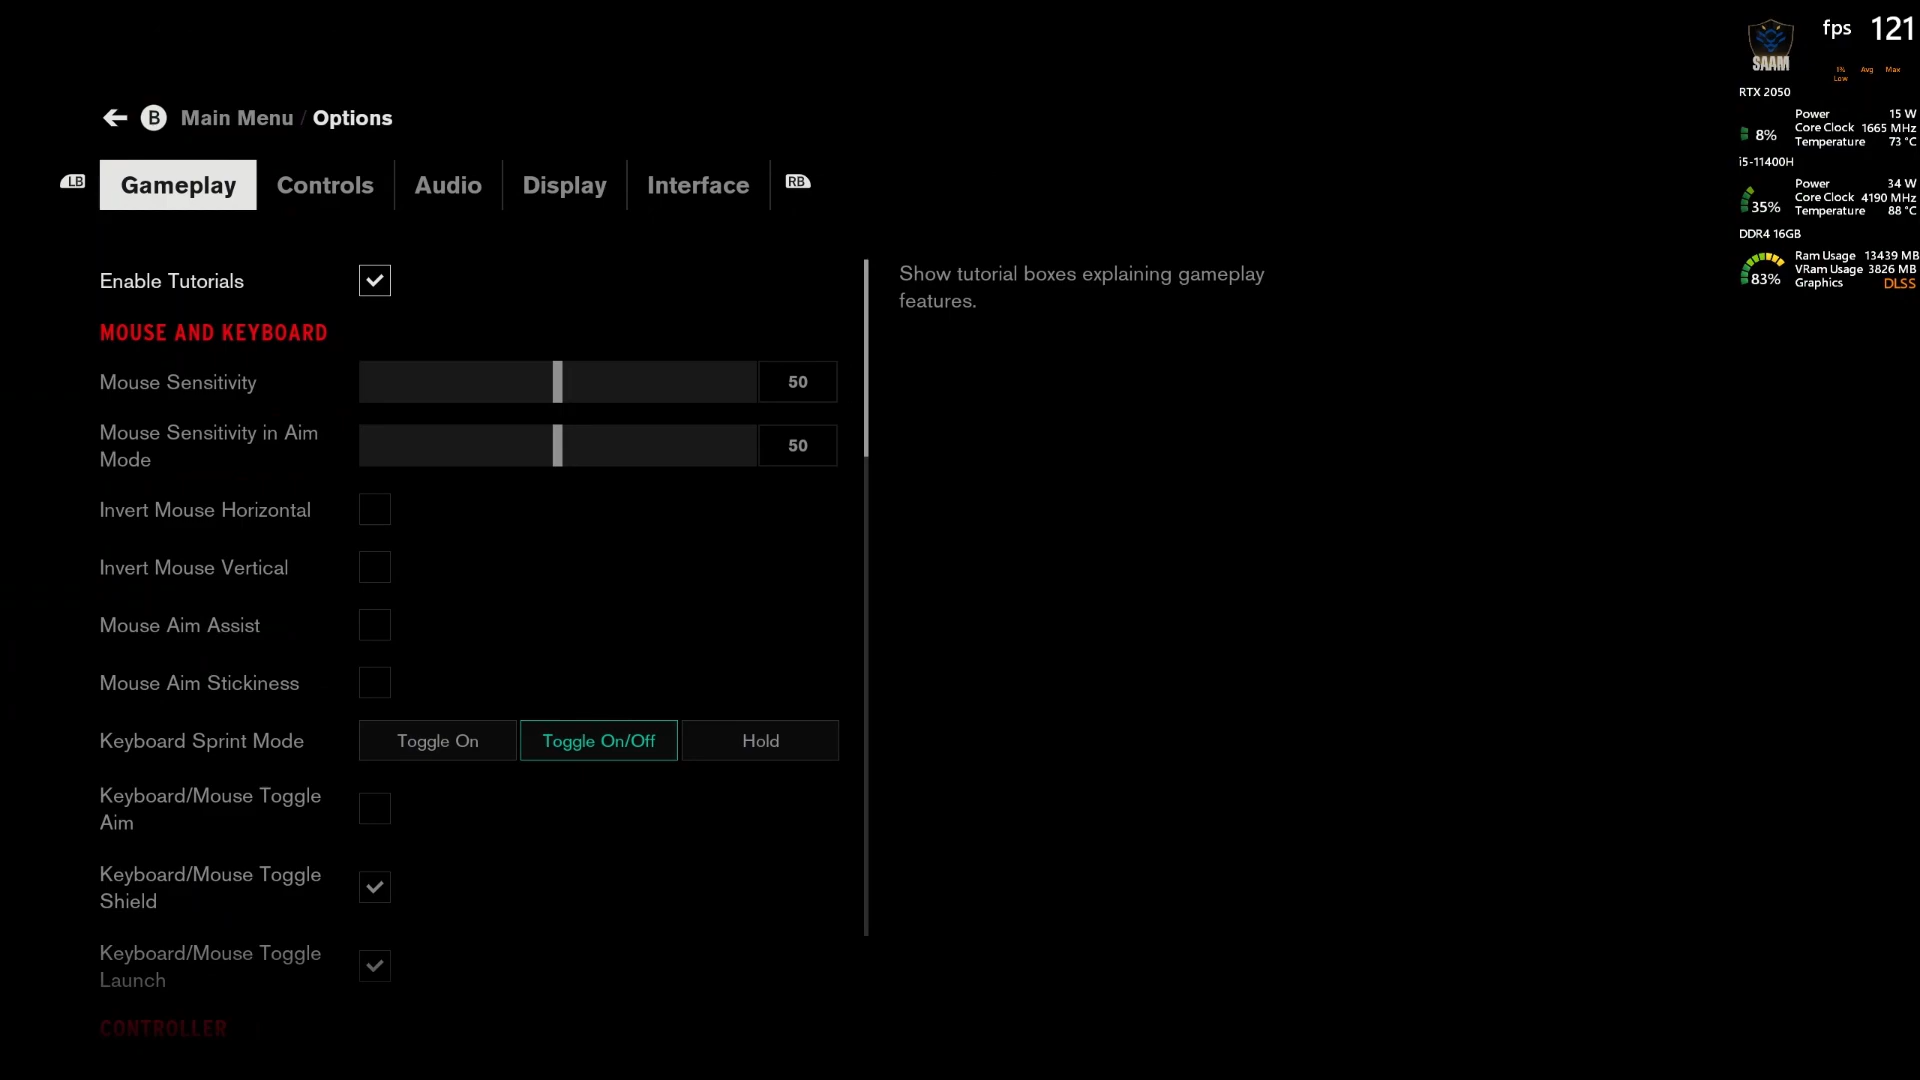 fps 121
SAAM
1% Low Avg Max
RTX 2050
Power 15 W
8% Core Clock 1665 MHz
Temperature 73 °C
i5-11400H
Power 34 W
35% Core Clock 4190 MHz
Temperature 88 °C
DDR4 16GB
Ram Usage 13439 MB
83% VRam Usage 3826 MB
Graphics DLSS
B Main Menu / Options
LB Gameplay Controls Audio Display Interface RB
Enable Tutorials
MOUSE AND KEYBOARD
Mouse Sensitivity 50
Mouse Sensitivity in Aim
Mode 50
Invert Mouse Horizontal
Invert Mouse Vertical
Mouse Aim Assist
Mouse Aim Stickiness
Keyboard Sprint Mode Toggle On Toggle On/Off Hold
Keyboard/Mouse Toggle
Aim
Keyboard/Mouse Toggle
Shield
Keyboard/Mouse Toggle
Launch
CONTROLLER
Show tutorial boxes explaining gameplay
features.